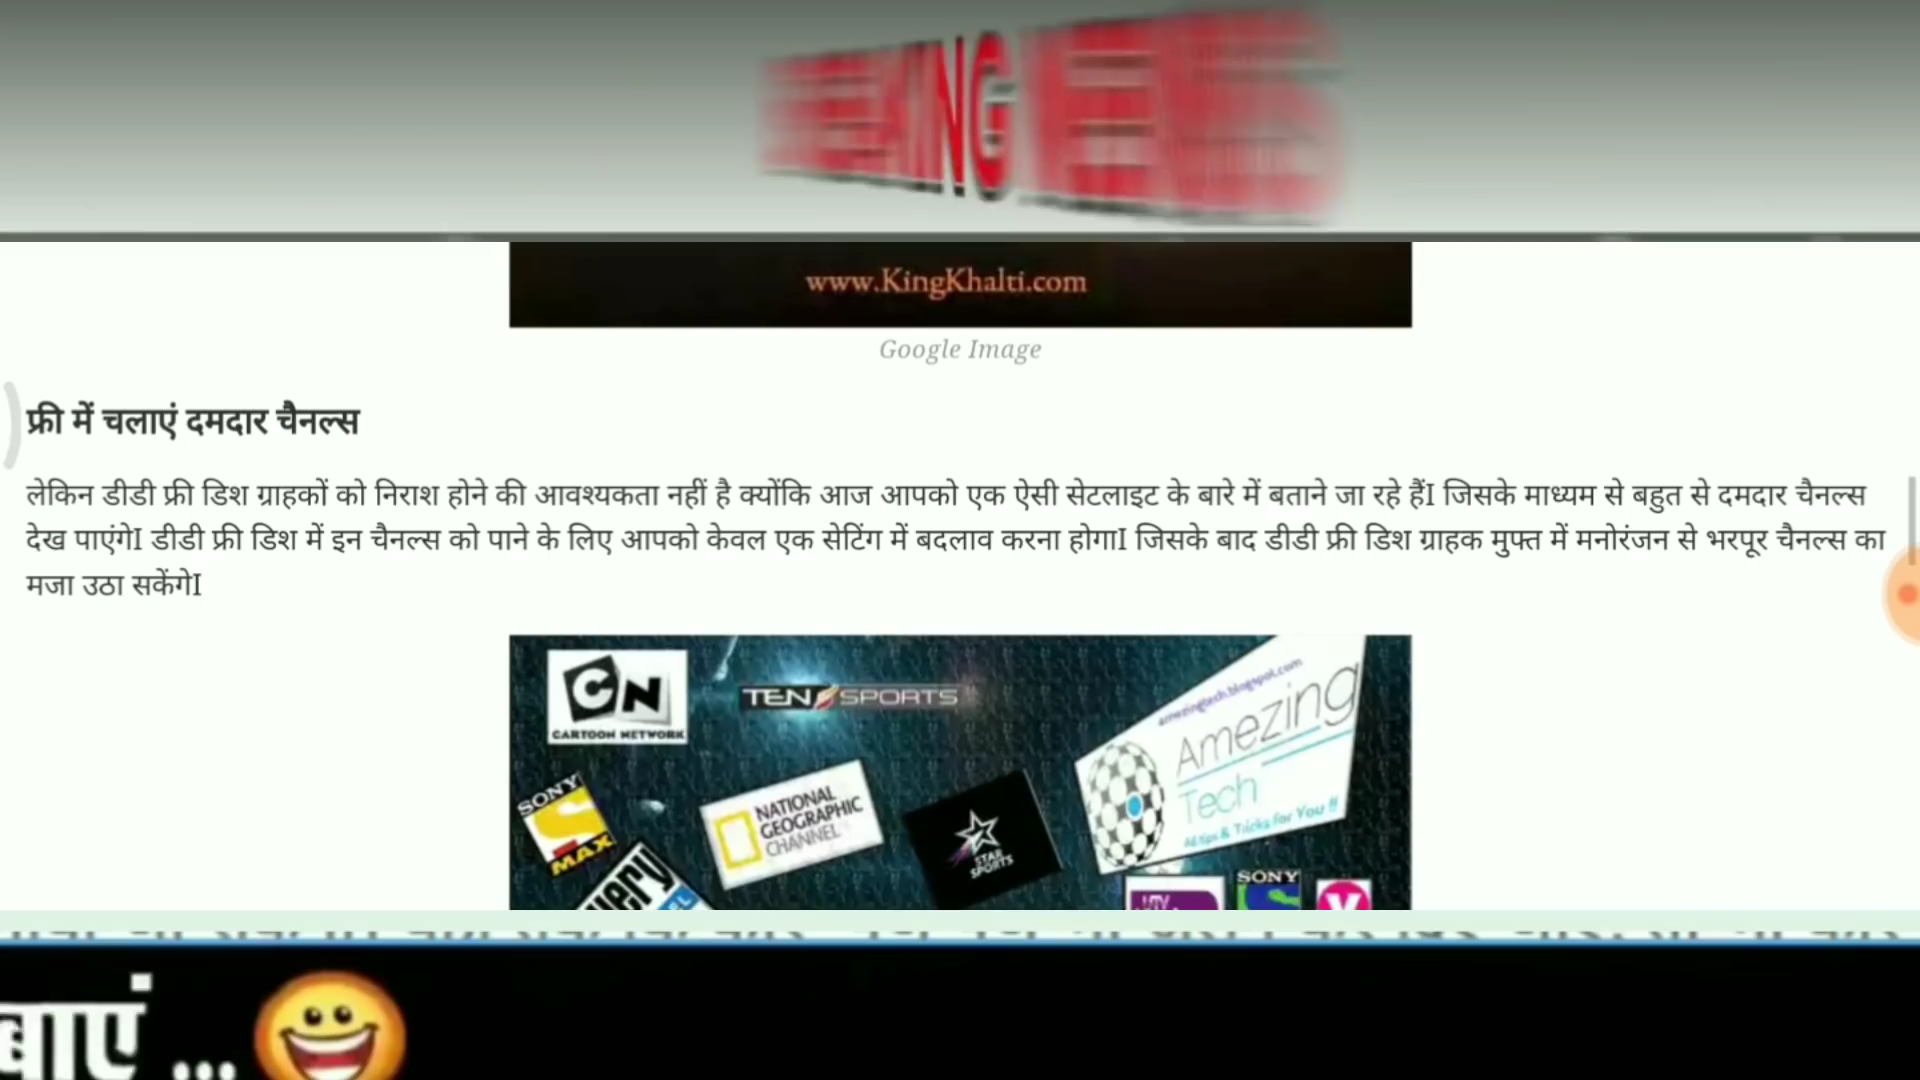 www.KingKhalti.com
Google Image
फ्री में चलाएं दमदार चैनल्स
लेकिन डीडी फ्री डिश ग्राहकों को निराश होने की आवश्यकता नहीं है क्योंकि आज आपको एक ऐसी सेटलाइट के बारे में बताने जा रहे हैंI जिसके माध्यम से बहुत से दमदार चैनल्स
देख पाएंगेI डीडी फ्री डिश में इन चैनल्स को पाने के लिए आपको केवल एक सेटिंग में बदलाव करना होगाI जिसके बाद डीडी फ्री डिश ग्राहक मुफ्त में मनोरंजन से भरपूर चैनल्स का
मजा उठा सकेंगेI
CN
CARTOON NETWORK
TEN SPORTS
amezingtech.blogspot.com
Amezing
Tech
All tips & Tricks for You !!
SONY
MAX
NATIONAL
GEOGRAPHIC
CHANNEL
STAR
SPORTS
SONY
बाएं ...